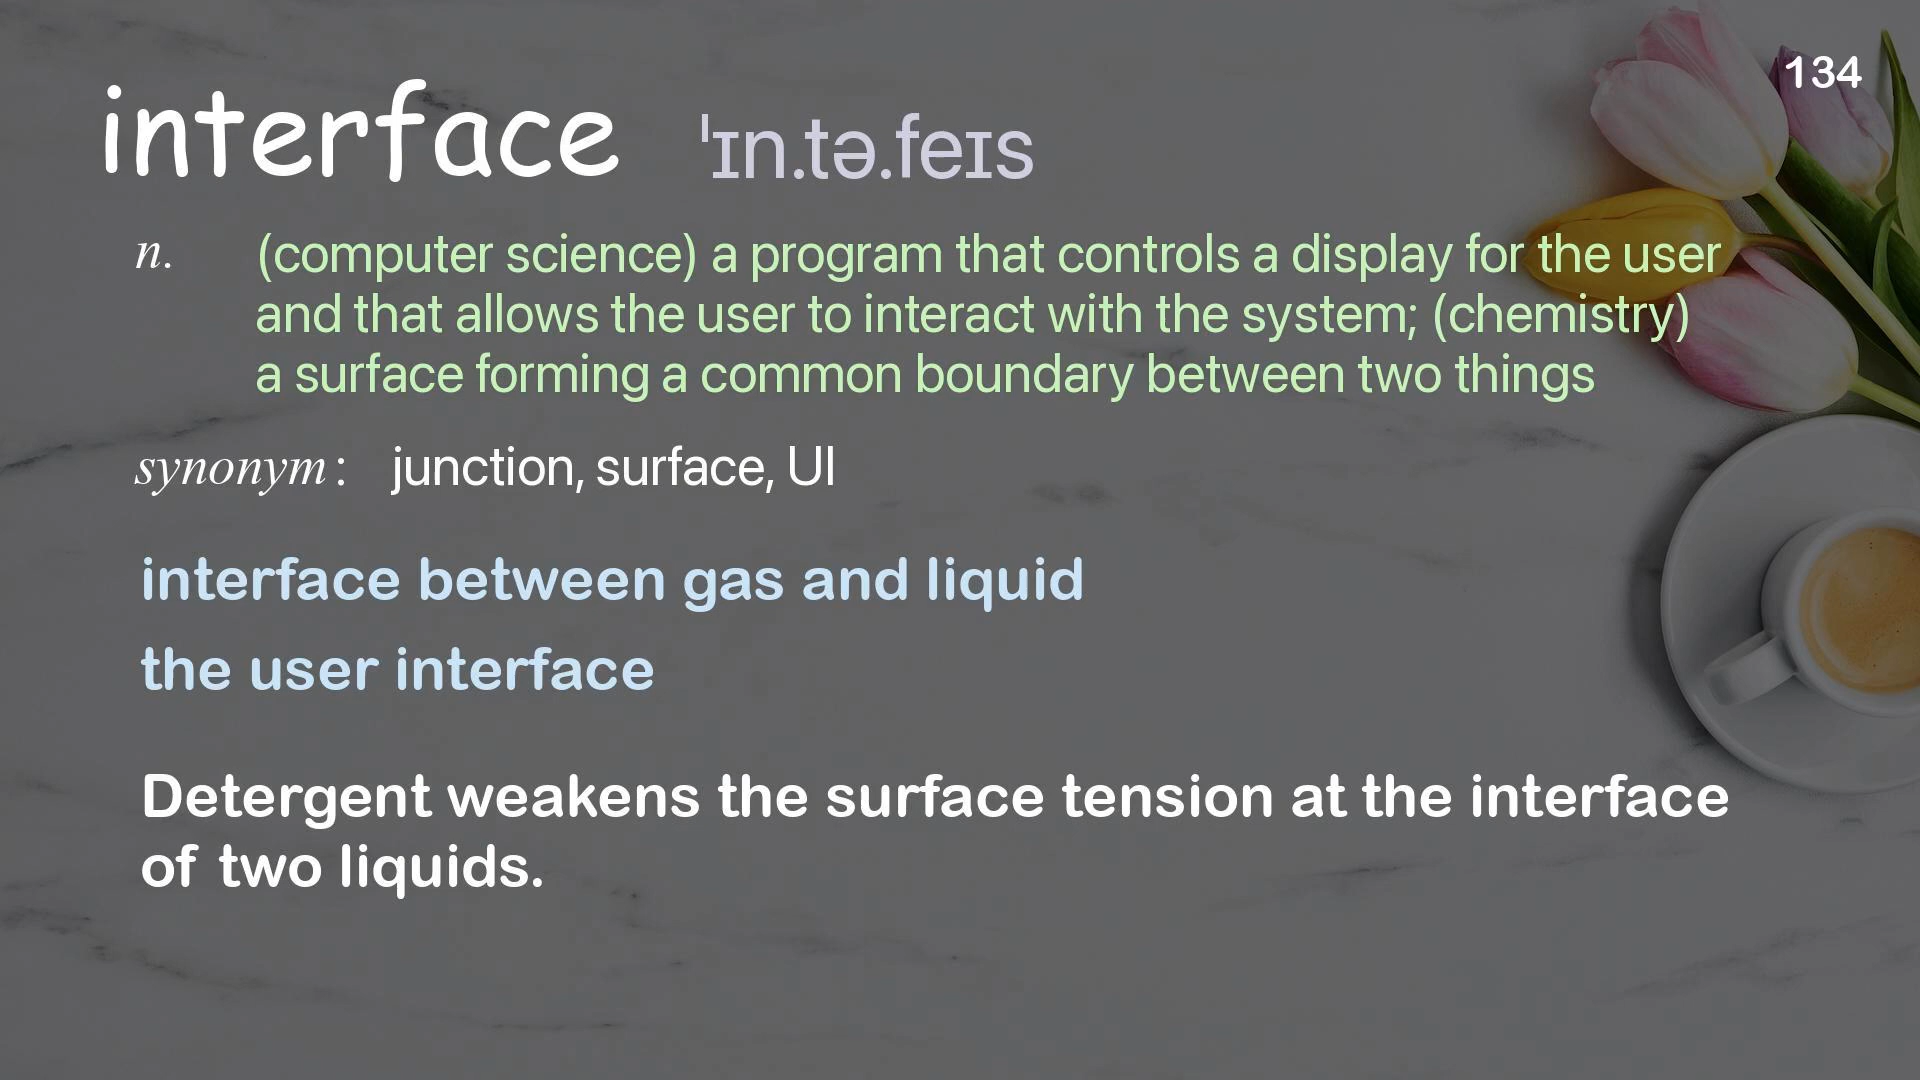 134
interface ˈɪn.tə.feɪs
n. (computer science) a program that controls a display for the user
and that allows the user to interact with the system; (chemistry)
a surface forming a common boundary between two things
synonym: junction, surface, UI
interface between gas and liquid
the user interface
Detergent weakens the surface tension at the interface
of two liquids.